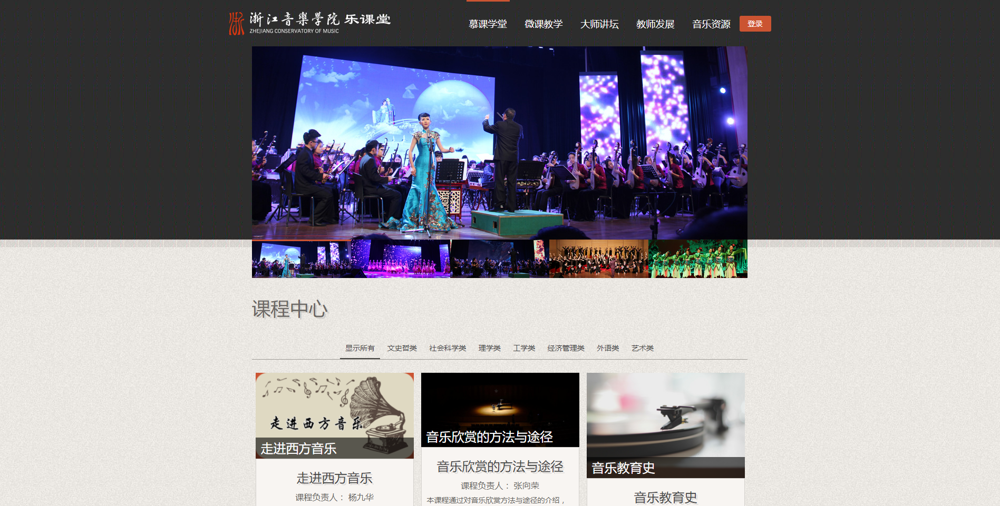 浙江音樂学院 乐课堂
ZHEJIANG CONSERVATORY OF MUSIC
慕课学堂 微课教学 大师讲坛 教师发展 音乐资源 登录
课程中心
显示所有 文史哲类 社会科学类 理学类 工学类 经济管理类 外语类 艺术类
走进西方音乐
走进西方音乐
走进西方音乐
课程负责人： 杨九华
音乐欣赏的方法与途径
音乐欣赏的方法与途径
课程负责人： 张向荣
本课程通过对音乐欣赏方法与途径的介绍，
音乐教育史
音乐教育史